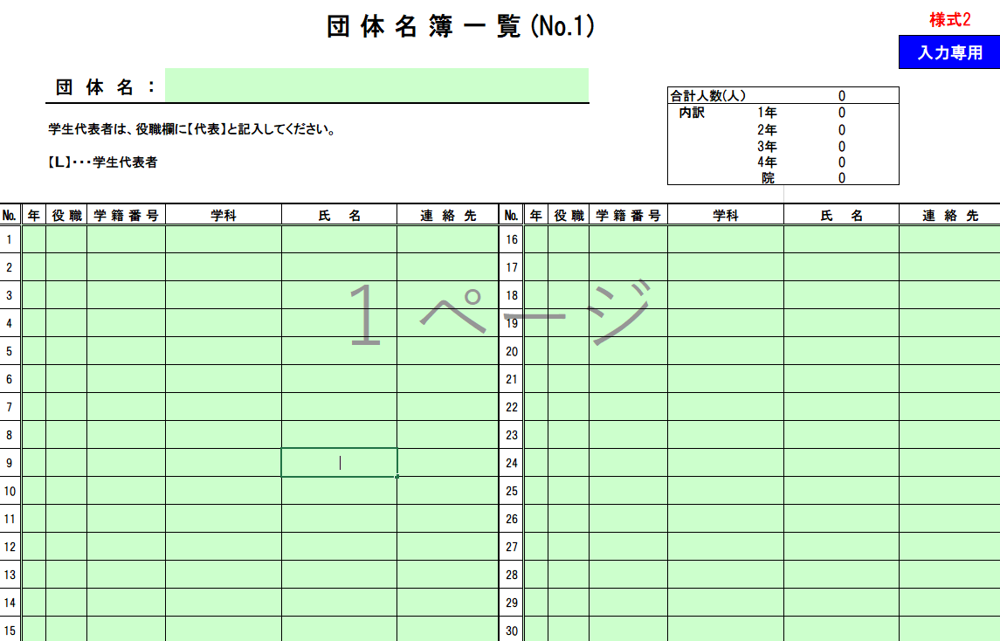 団体名簿一覧(No.1)
様式2
入力専用
団体名：
合計人数(人) 0
内訳 1年 0
2年 0
3年 0
4年 0
院 0
学生代表者は、役職欄に【代表】と記入してください。
【L】･･･学生代表者
No. 年 役職 学籍番号 学科 氏名 連絡先 No. 年 役職 学籍番号 学科 氏名 連絡先
1 16
2 17
3 18
1 ページ
4 19
5 20
6 21
7 22
8 23
9 24
10 25
11 26
12 27
13 28
14 29
15 30